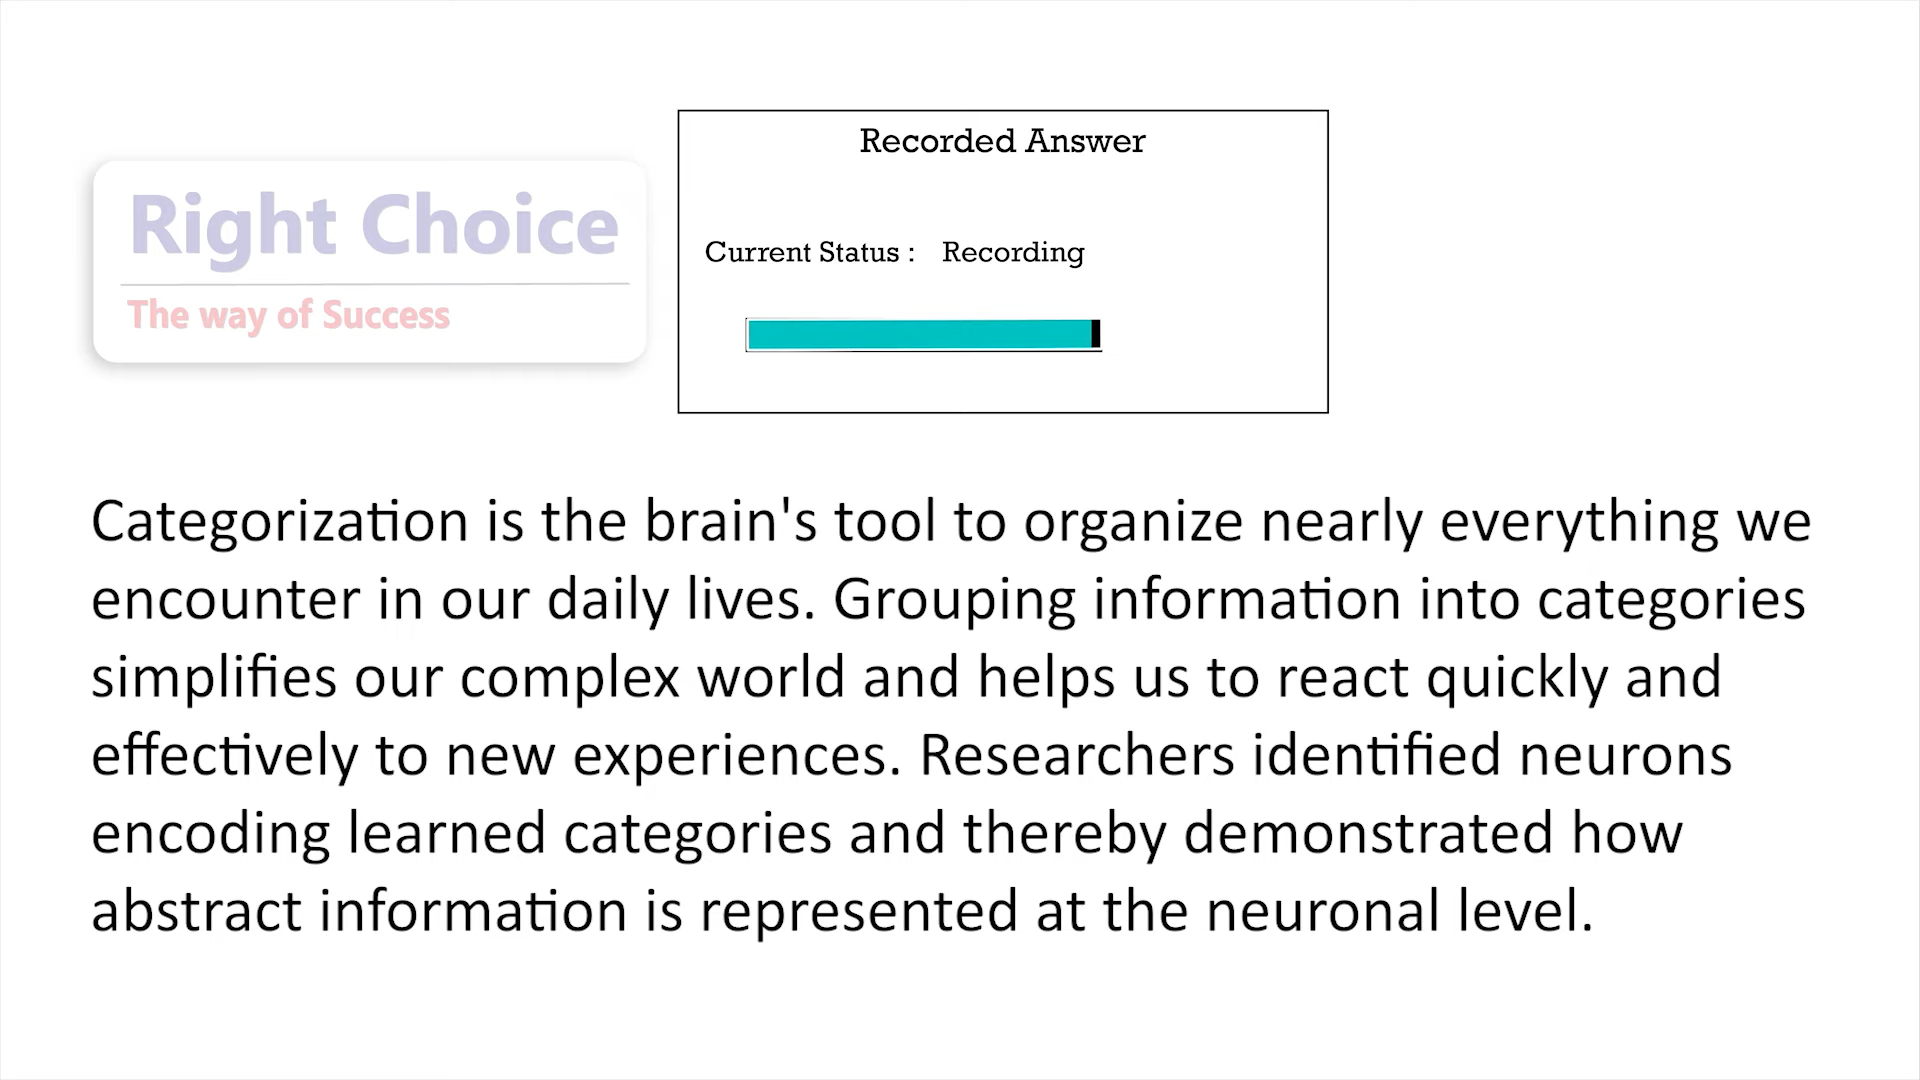 Right Choice
The way of Success
Recorded Answer
Current Status : Recording
Categorization is the brain's tool to organize nearly everything we
encounter in our daily lives. Grouping information into categories
simplifies our complex world and helps us to react quickly and
effectively to new experiences. Researchers identified neurons
encoding learned categories and thereby demonstrated how
abstract information is represented at the neuronal level.